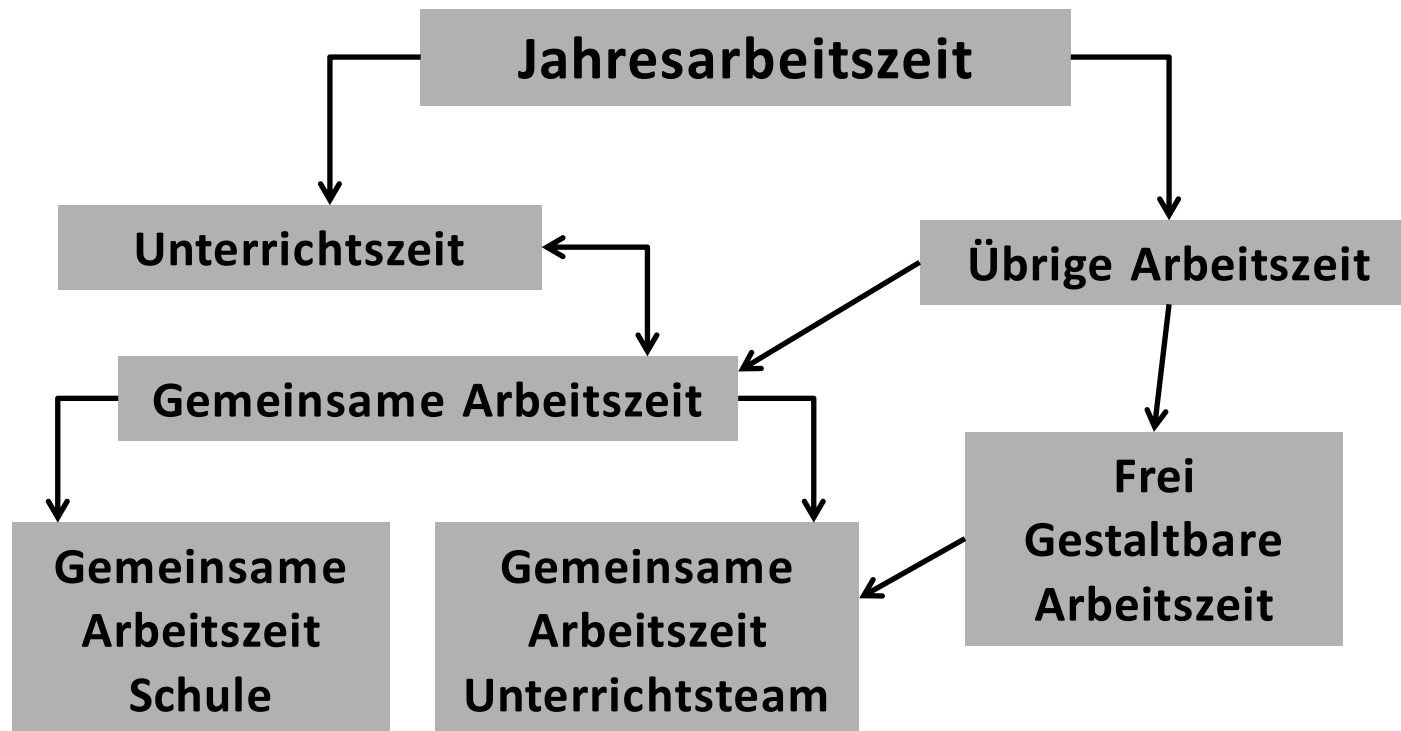 Jahresarbeitszeit
Unterrichtszeit
Übrige Arbeitszeit
Gemeinsame Arbeitszeit
Frei
Gestaltbare
Arbeitszeit
Gemeinsame
Arbeitszeit
Schule
Gemeinsame
Arbeitszeit
Unterrichtsteam